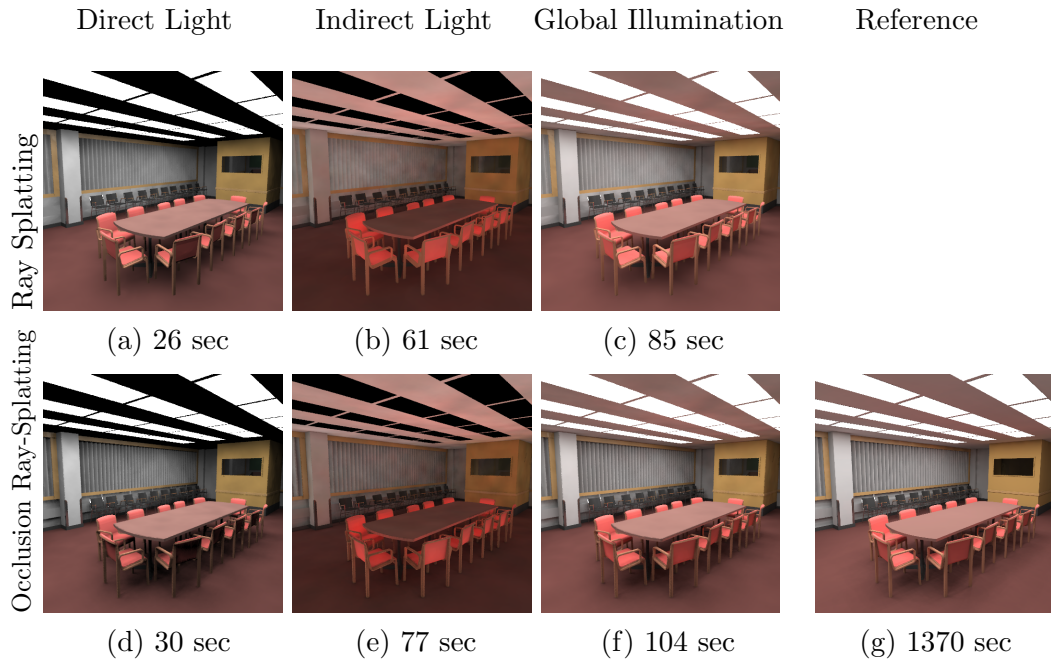 Direct Light
Indirect Light
Global Illumination
Reference
Ray Splatting
(a) 26 sec
(b) 61 sec
(c) 85 sec
Occlusion Ray-Splatting
(d) 30 sec
(e) 77 sec
(f) 104 sec
(g) 1370 sec